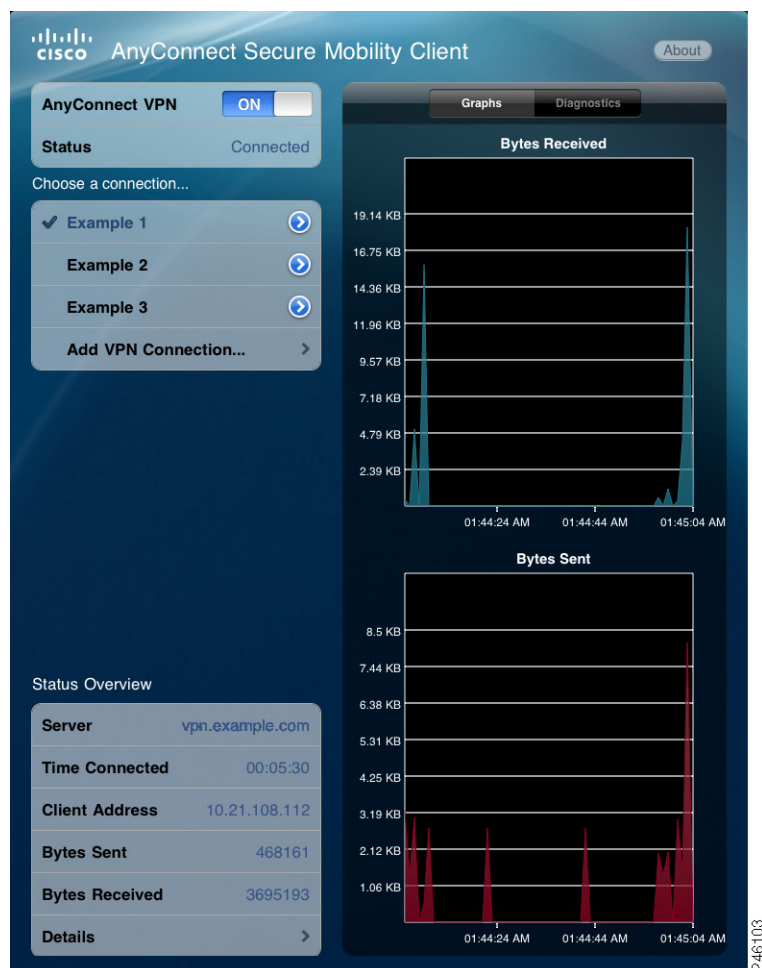 CISCO AnyConnect Secure Mobility Client
About
AnyConnect VPN ON
Status Connected
Choose a connection...
Example 1
Example 2
Example 3
Add VPN Connection...
Status Overview
Server vpn.example.com
Time Connected 00:05:30
Client Address 10.21.108.112
Bytes Sent 468161
Bytes Received 3695193
Details
Graphs Diagnostics
Bytes Received
19.14 KB
16.75 KB
14.36 KB
11.96 KB
9.57 KB
7.18 KB
4.79 KB
2.39 KB
01:44:24 AM 01:44:44 AM 01:45:04 AM
Bytes Sent
8.5 KB
7.44 KB
6.38 KB
5.31 KB
4.25 KB
3.19 KB
2.12 KB
1.06 KB
01:44:24 AM 01:44:44 AM 01:45:04 AM